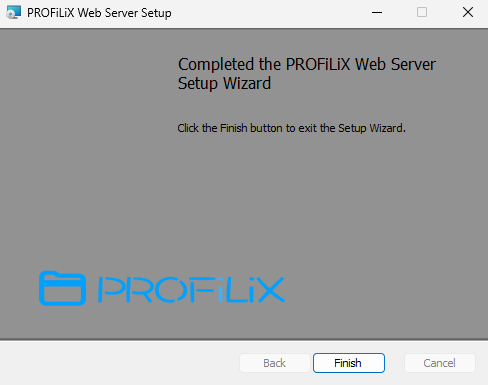 PROFiLiX Web Server Setup
Completed the PROFiLiX Web Server
Setup Wizard
Click the Finish button to exit the Setup Wizard.
PROFiLiX
Back Finish Cancel